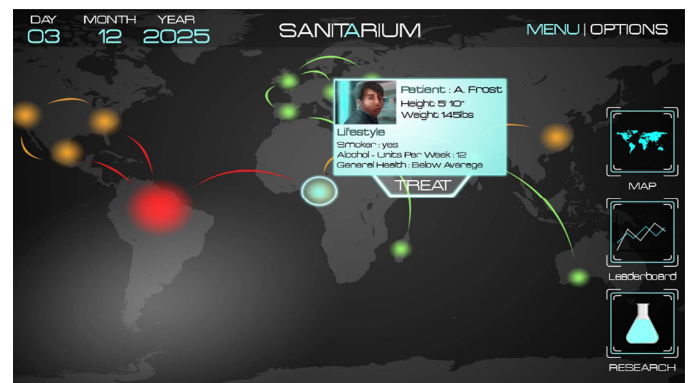 DAY MONTH YEAR
03 12 2025
SANITARIUM
MENU | OPTIONS
Patient : A. Frost
Height: 5' 10"
Weight: 145lbs
Lifestyle
Smoker : yes
Alcohol - Units Per Week : 12
General Health : Below Average
TREAT
MAP
Leaderboard
RESEARCH